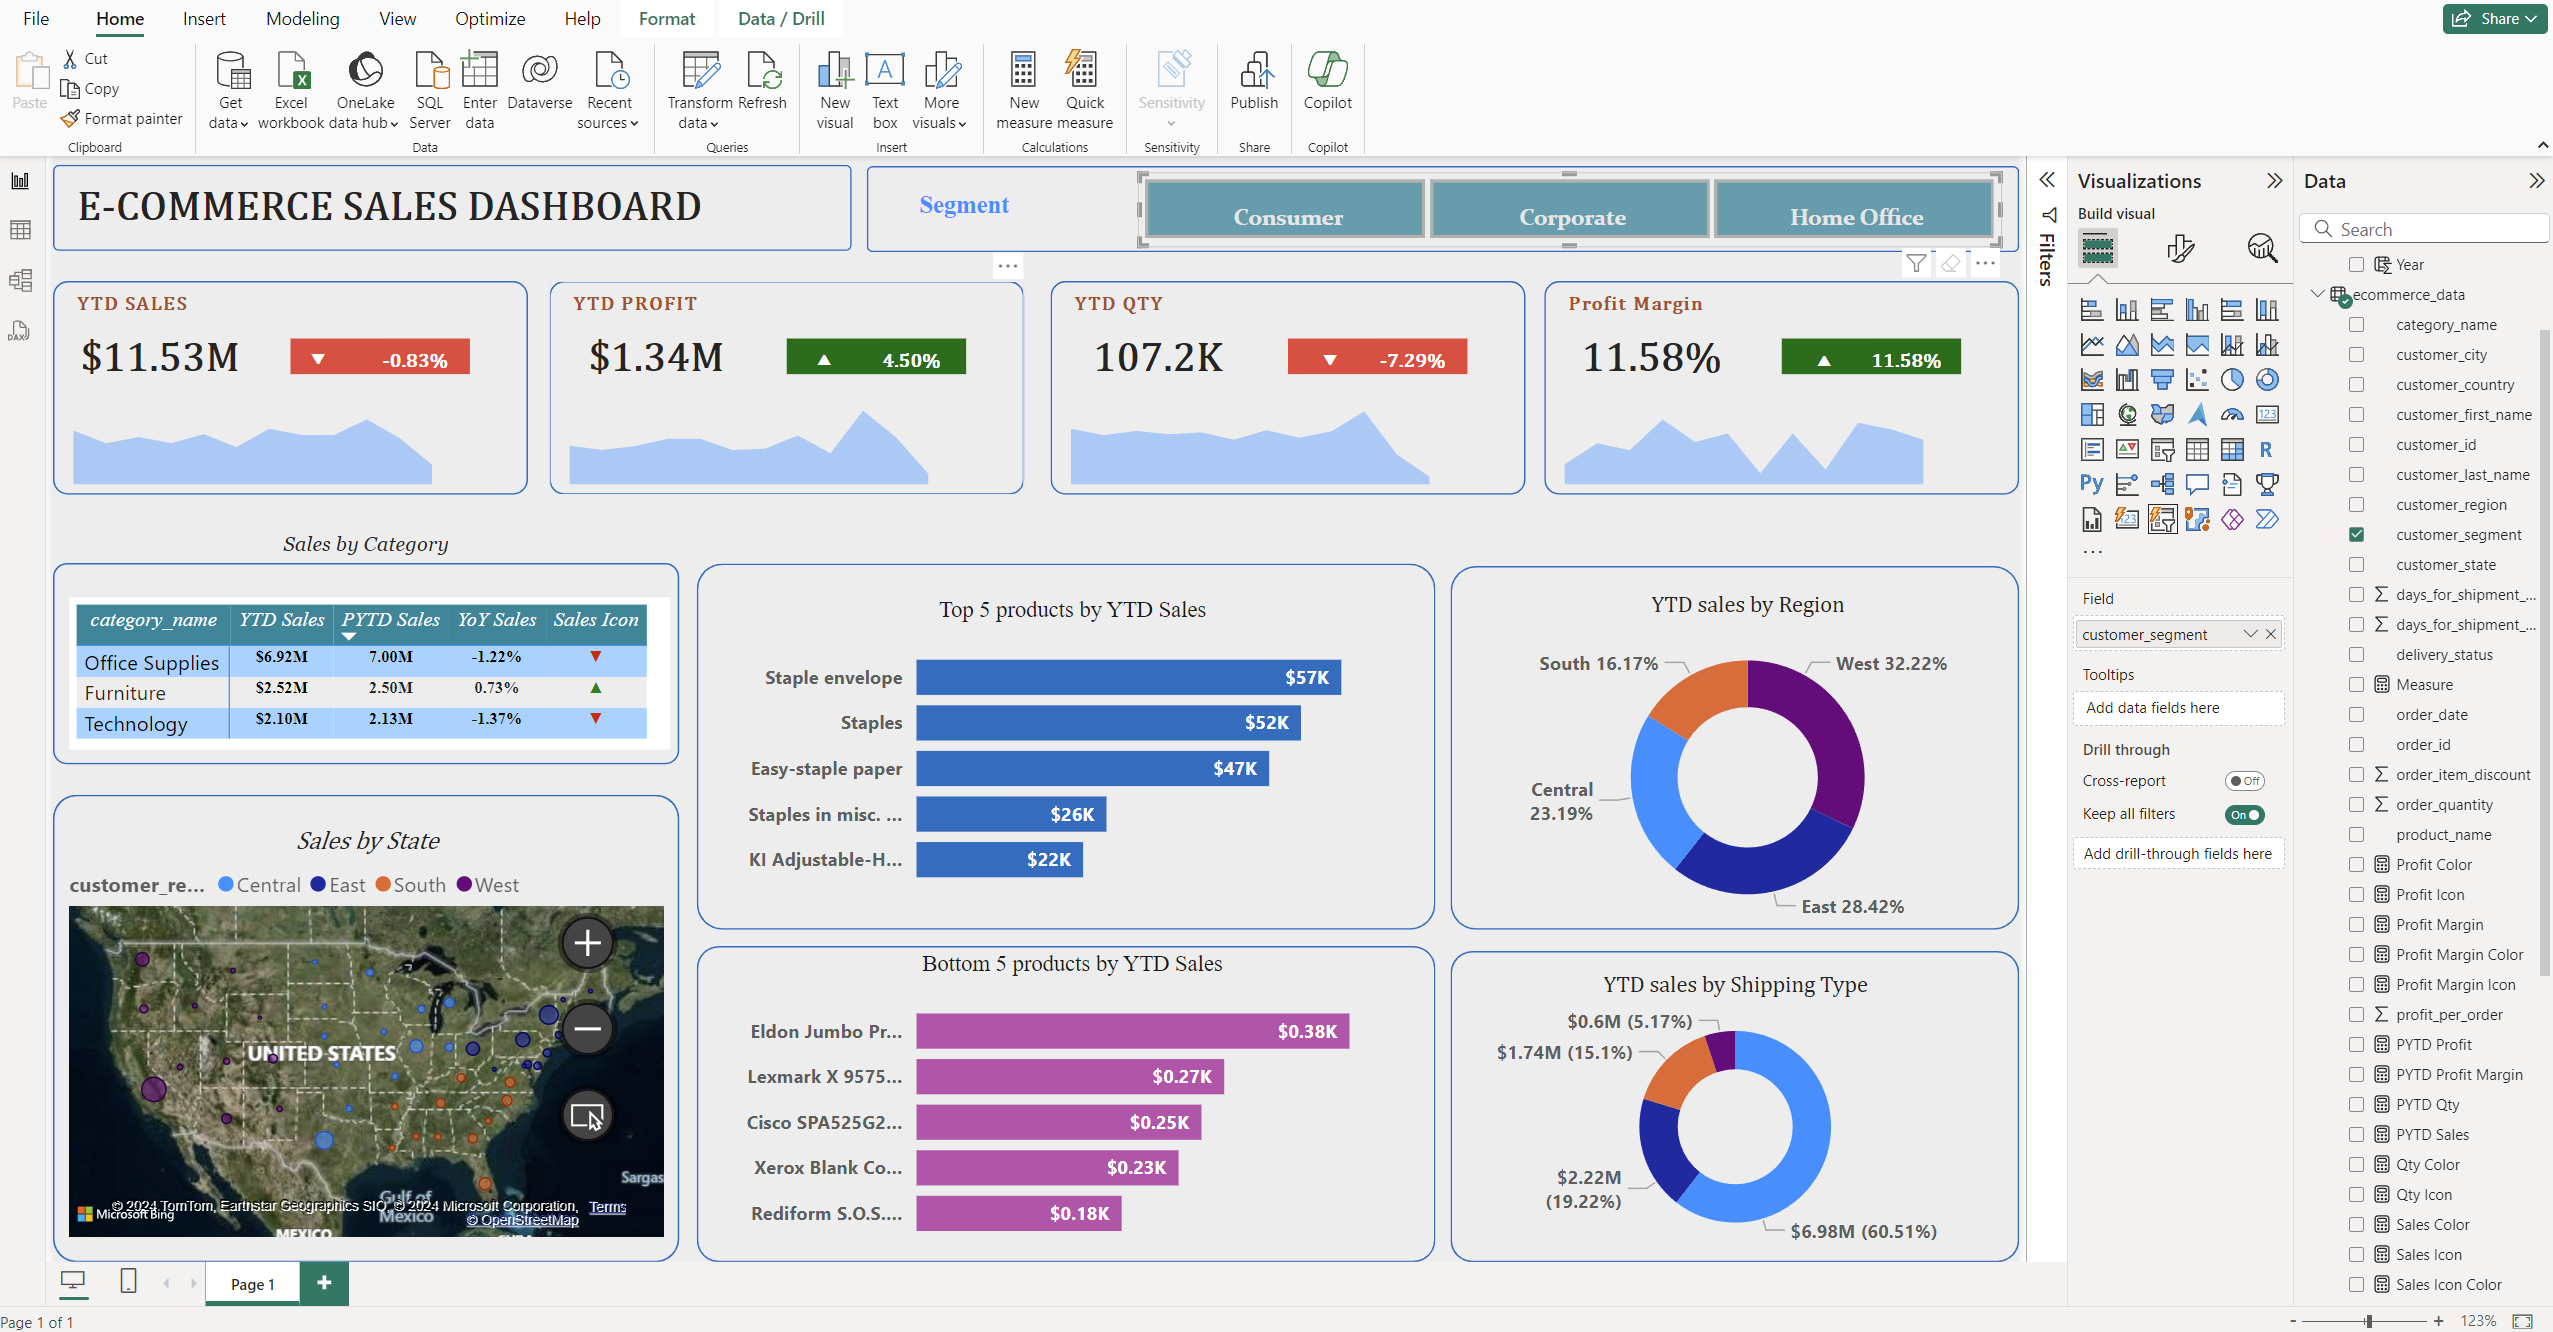 File Home Insert Modeling View Optimize Help Format Data / Drill Share
Paste
Cut
Copy
Format painter
Clipboard
Get data
Excel workbook
OneLake data hub
SQL Server
Enter data
Dataverse
Recent sources
Data
Transform data
Refresh
Queries
New visual
Text box
More visuals
Insert
New measure
Quick measure
Calculations
Sensitivity
Sensitivity
Publish
Share
Copilot
Copilot
E-COMMERCE SALES DASHBOARD
Segment
Consumer
Corporate
Home Office
YTD SALES
$11.53M
▼ -0.83%
YTD PROFIT
$1.34M
▲ 4.50%
YTD QTY
107.2K
▼ -7.29%
Profit Margin
11.58%
▲ 11.58%
Sales by Category
category_name YTD Sales PYTD Sales YoY Sales Sales Icon
Office Supplies $6.92M 7.00M -1.22% ▼
Furniture $2.52M 2.50M 0.73% ▲
Technology $2.10M 2.13M -1.37% ▼
Sales by State
customer_re... Central East South West
UNITED STATES
Sargas
Gulf of
Mexico
MEXICO
Microsoft Bing
© 2024 TomTom, Earthstar Geographics SIO, © 2024 Microsoft Corporation, Terms
© OpenStreetMap
Top 5 products by YTD Sales
Staple envelope $57K
Staples $52K
Easy-staple paper $47K
Staples in misc. ... $26K
KI Adjustable-H... $22K
Bottom 5 products by YTD Sales
Eldon Jumbo Pr... $0.38K
Lexmark X 9575... $0.27K
Cisco SPA525G2... $0.25K
Xerox Blank Co... $0.23K
Rediform S.O.S.... $0.18K
YTD sales by Region
South 16.17%
West 32.22%
Central
23.19%
East 28.42%
YTD sales by Shipping Type
$0.6M (5.17%)
$1.74M (15.1%)
$2.22M
(19.22%)
$6.98M (60.51%)
Filters
Visualizations
Build visual
123
R
Py
123
...
Field
customer_segment
Tooltips
Add data fields here
Drill through
Cross-report Off
Keep all filters On
Add drill-through fields here
Data
Search
Year
ecommerce_data
category_name
customer_city
customer_country
customer_first_name
customer_id
customer_last_name
customer_region
customer_segment
customer_state
days_for_shipment_...
days_for_shipment_...
delivery_status
Measure
order_date
order_id
order_item_discount
order_quantity
product_name
Profit Color
Profit Icon
Profit Margin
Profit Margin Color
Profit Margin Icon
profit_per_order
PYTD Profit
PYTD Profit Margin
PYTD Qty
PYTD Sales
Qty Color
Qty Icon
Sales Color
Sales Icon
Sales Icon Color
DAX
Page 1
Page 1 of 1
- + 123%